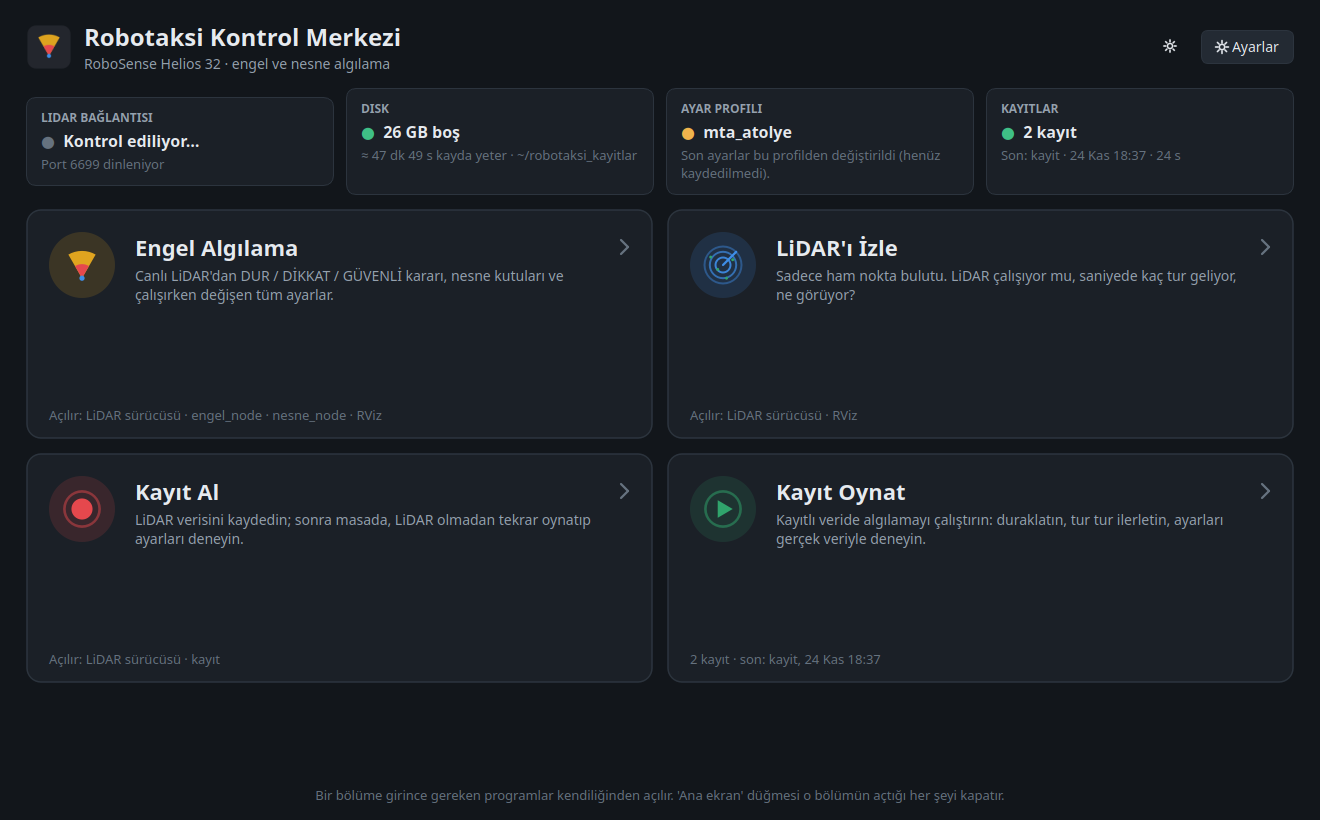 Robotaksi Kontrol Merkezi
RoboSense Helios 32 · engel ve nesne algılama
Ayarlar
LIDAR BAĞLANTISI
Kontrol ediliyor...
Port 6699 dinleniyor
DISK
26 GB boş
≈ 47 dk 49 s kayda yeter · ~/robotaksi_kayitlar
AYAR PROFILI
mta_atolye
Son ayarlar bu profilden değiştirildi (henüz
kaydedilmedi).
KAYITLAR
2 kayıt
Son: kayit · 24 Kas 18:37 · 24 s
Engel Algılama
Canlı LiDAR'dan DUR / DİKKAT / GÜVENLİ kararı, nesne kutuları ve
çalışırken değişen tüm ayarlar.
Açılır: LiDAR sürücüsü · engel_node · nesne_node · RViz
LiDAR'ı İzle
Sadece ham nokta bulutu. LiDAR çalışıyor mu, saniyede kaç tur geliyor,
ne görüyor?
Açılır: LiDAR sürücüsü · RViz
Kayıt Al
LiDAR verisini kaydedin; sonra masada, LiDAR olmadan tekrar oynatıp
ayarları deneyin.
Açılır: LiDAR sürücüsü · kayıt
Kayıt Oynat
Kayıtlı veride algılamayı çalıştırın: duraklatın, tur tur ilerletin, ayarları
gerçek veriyle deneyin.
2 kayıt · son: kayit, 24 Kas 18:37
Bir bölüme girince gereken programlar kendiliğinden açılır. 'Ana ekran' düğmesi o bölümün açtığı her şeyi kapatır.